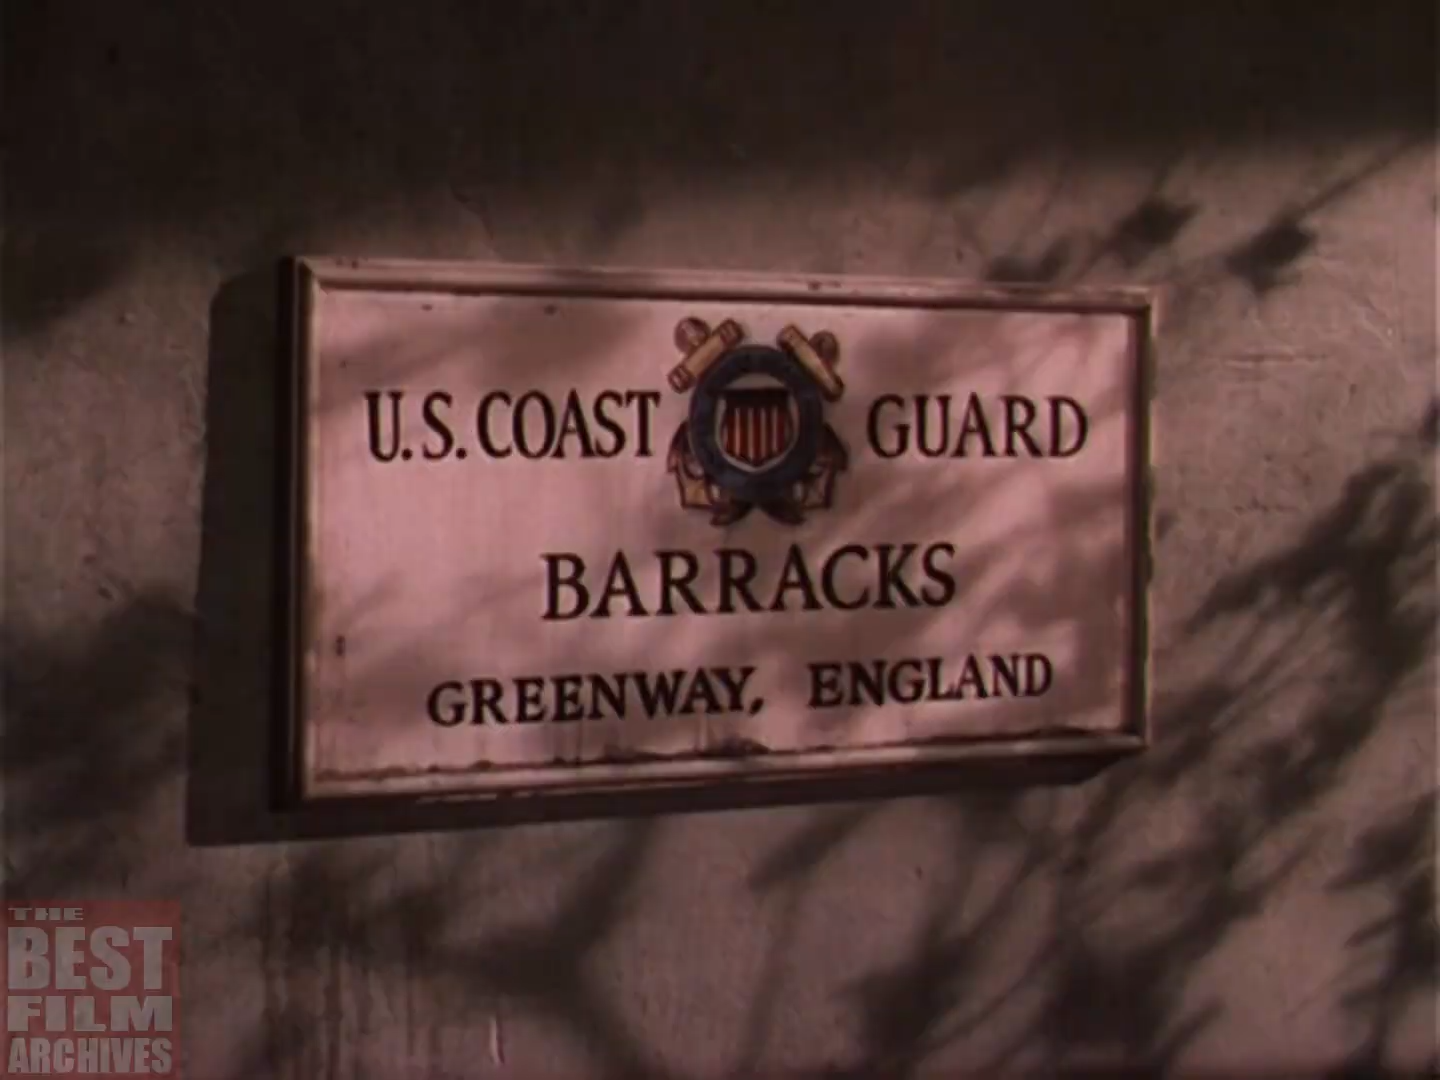 U.S. COAST GUARD
BARRACKS
GREENWAY, ENGLAND
THE
BEST
FILM
ARCHIVES